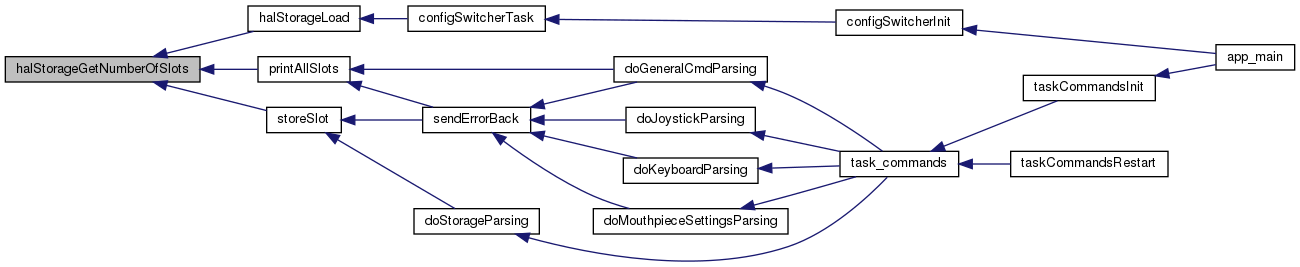 halStorageGetNumberOfSlots
halStorageLoad
printAllSlots
storeSlot
configSwitcherTask
sendErrorBack
doStorageParsing
doGeneralCmdParsing
doJoystickParsing
doKeyboardParsing
doMouthpieceSettingsParsing
configSwitcherInit
task_commands
taskCommandsInit
taskCommandsRestart
app_main